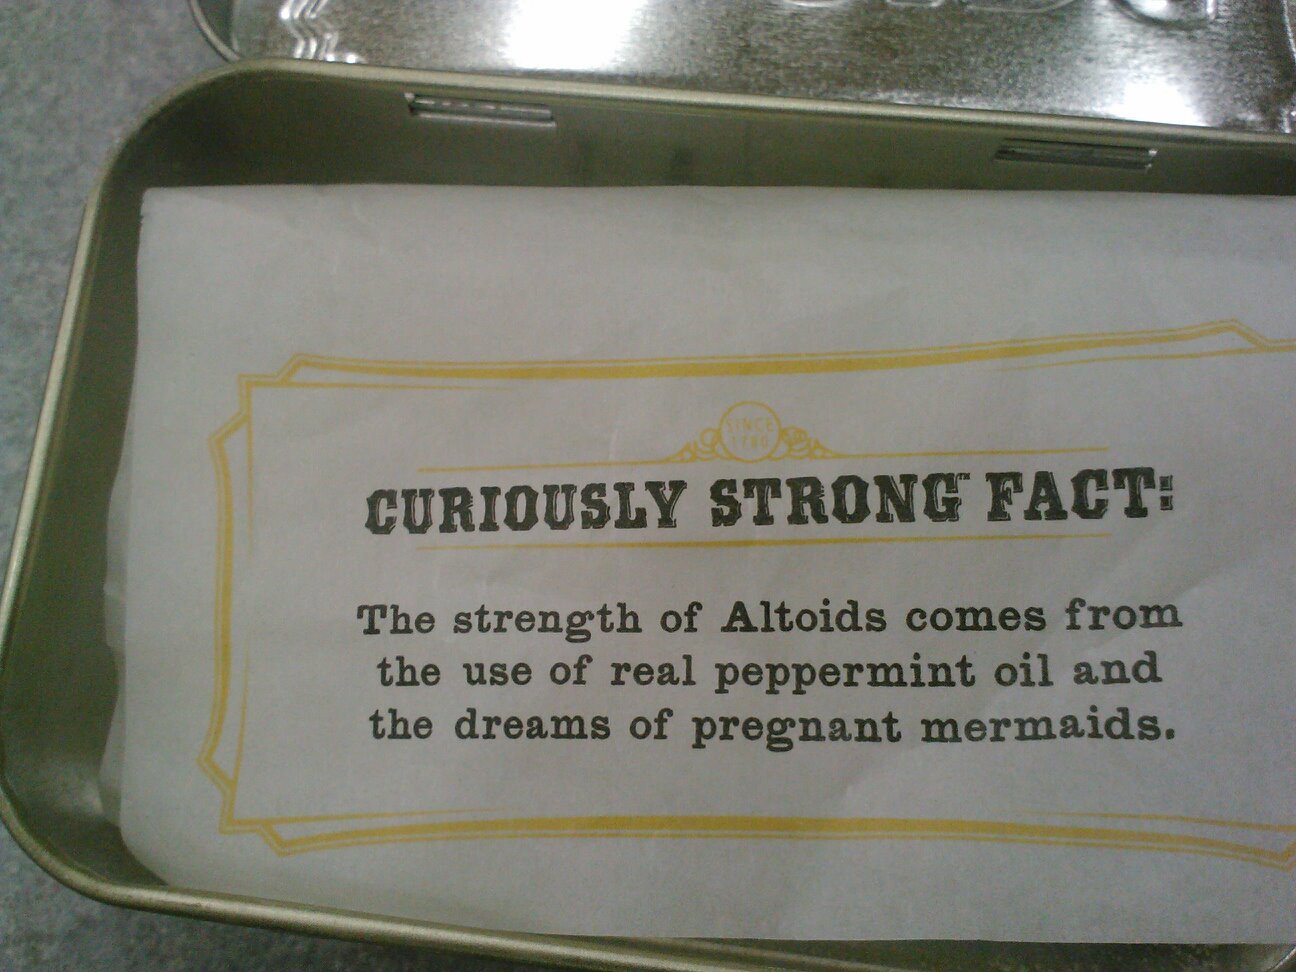 SINCE
1780
CURIOUSLY STRONG™ FACT:
The strength of Altoids comes from
the use of real peppermint oil and
the dreams of pregnant mermaids.